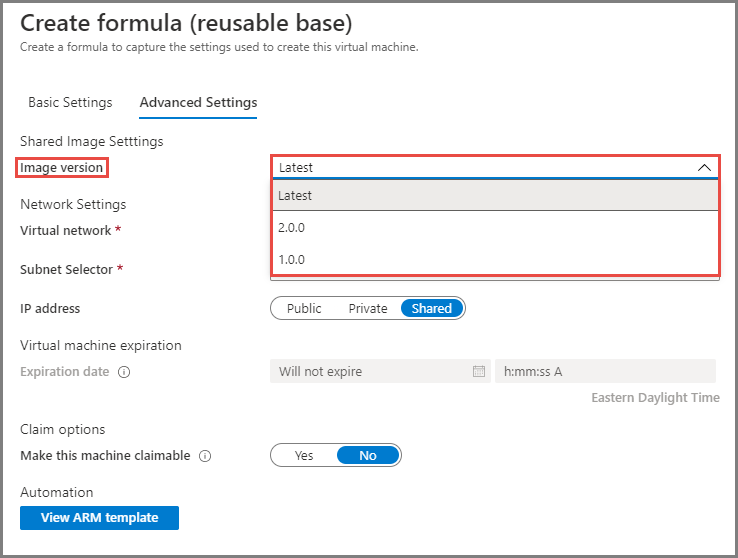 Create formula (reusable base)
Create a formula to capture the settings used to create this virtual machine.
Basic Settings Advanced Settings
Shared Image Setttings
Image version Latest
Latest
Network Settings
2.0.0
Virtual network *
1.0.0
Subnet Selector *
IP address Public Private Shared
Virtual machine expiration
Expiration date Will not expire h:mm:ss A
Eastern Daylight Time
Claim options
Make this machine claimable Yes No
Automation
View ARM template